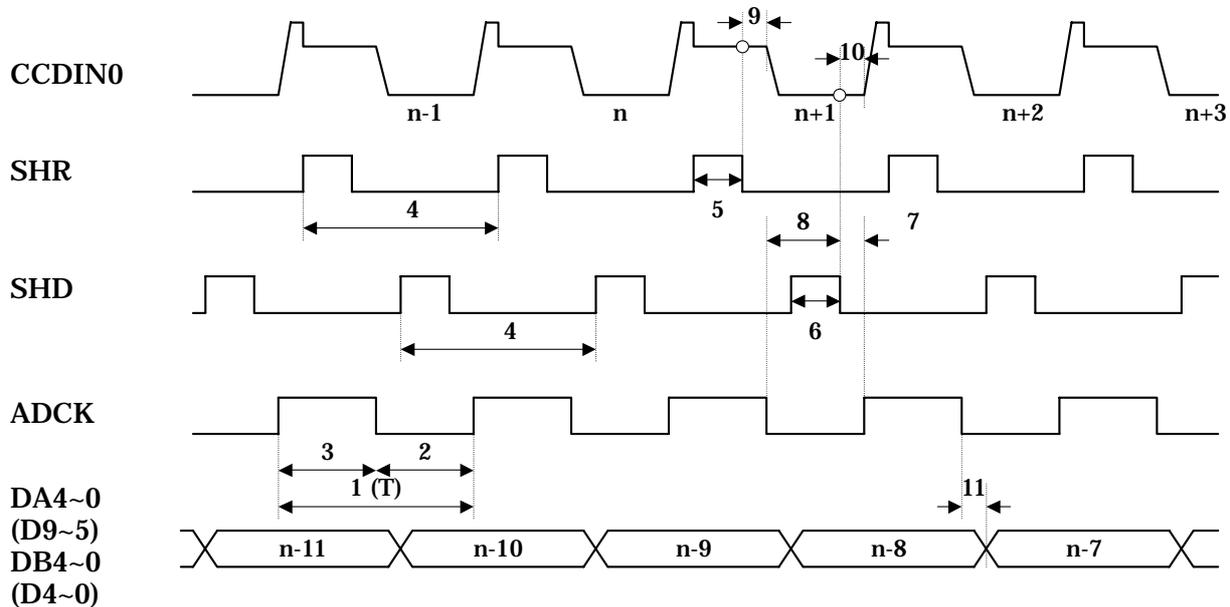 9
10
CCDIN0
n-1 n n+1 n+2 n+3
SHR
4 5 8 7
SHD
4 6
ADCK
3 2
1 (T) 11
DA4~0
(D9~5)
DB4~0
(D4~0)
n-11 n-10 n-9 n-8 n-7